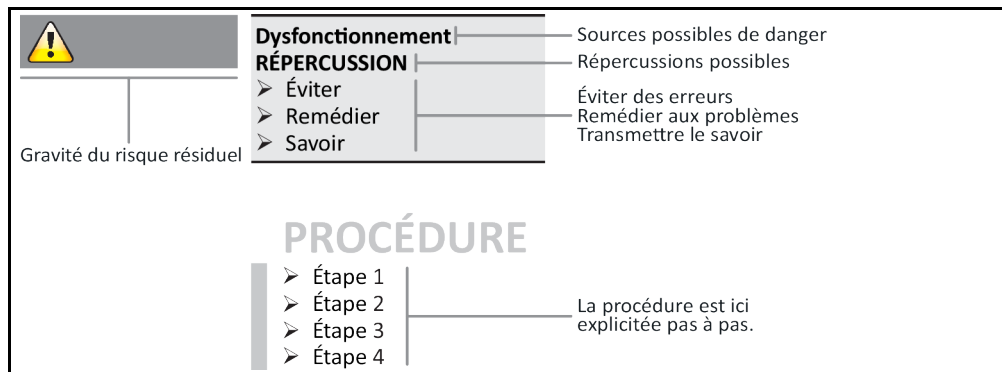 Dysfonctionnement
RÉPERCUSSION
Éviter
Remédier
Savoir
Sources possibles de danger
Répercussions possibles
Éviter des erreurs
Remédier aux problèmes
Transmettre le savoir
Gravité du risque résiduel
PROCÉDURE
Étape 1
Étape 2
Étape 3
Étape 4
La procédure est ici
explicitée pas à pas.